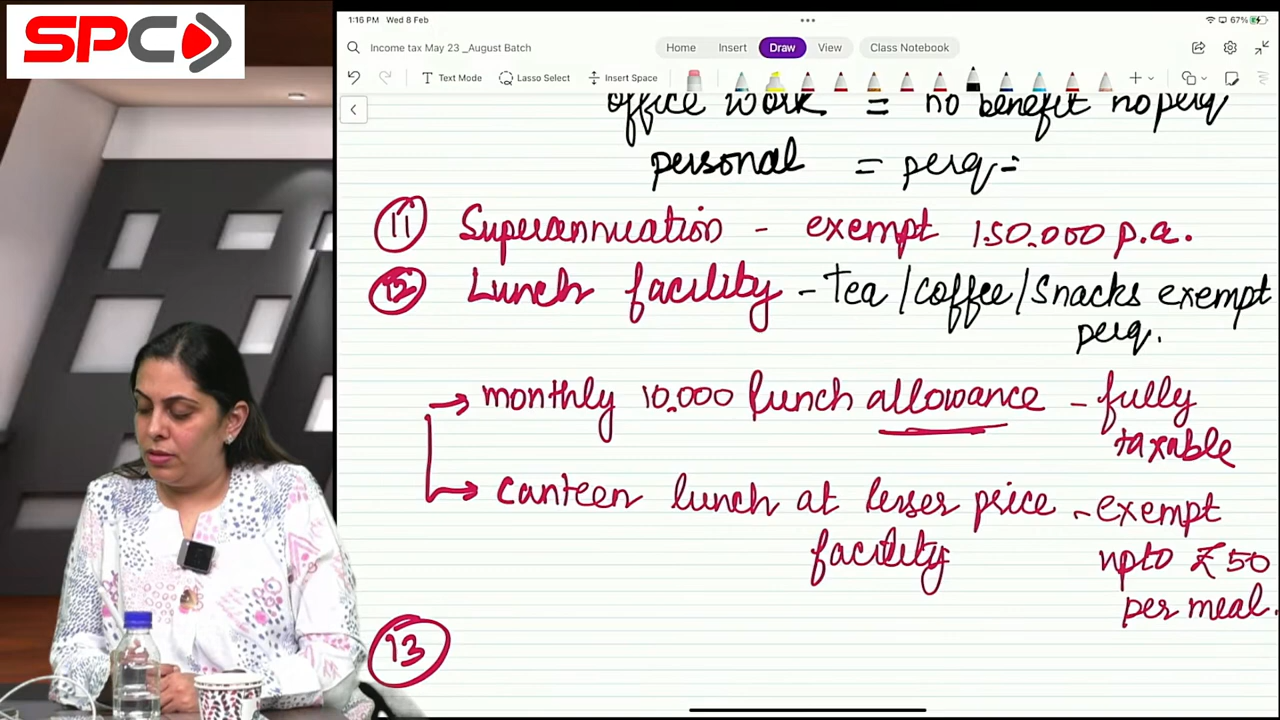 SPC
1:16 PM Wed 8 Feb
67%
Income tax May 23 _August Batch
Home Insert Draw View Class Notebook
Text Mode Lasso Select Insert Space
office work = no benefit no perq
personal = perq =
11 Superannuation - exempt 1.50.000 p.a.
12 Lunch facility - Tea / Coffee / Snacks exempt
perq.
→ monthly 10.000 lunch allowance - fully
taxable
→ canteen lunch at lesser price - exempt
facility upto ₹ 50
per meal.
13